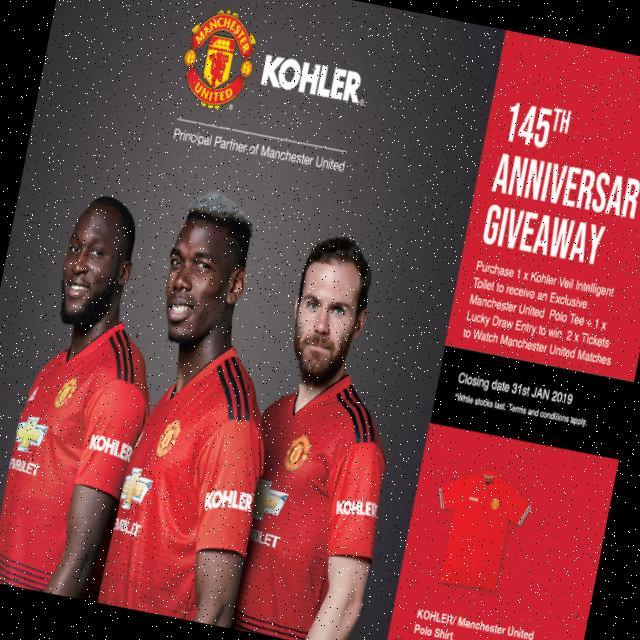 MANCHESTER
UNITED
KOHLER
Principal Partner of Manchester United
145TH
ANNIVERSAR
GIVEAWAY
Purchase 1 x Kohler Veil Intelligent
Toilet to receive an Exclusive
Manchester United Polo Tee + 1 x
Lucky Draw Entry to win 2 x Tickets
to Watch Manchester United Matches
Closing date 31st JAN 2019
*While stocks last. Terms and conditions apply.
KOHLER
KOHLER
KOHLER
KOHLER/ Manchester United
Polo Shirt